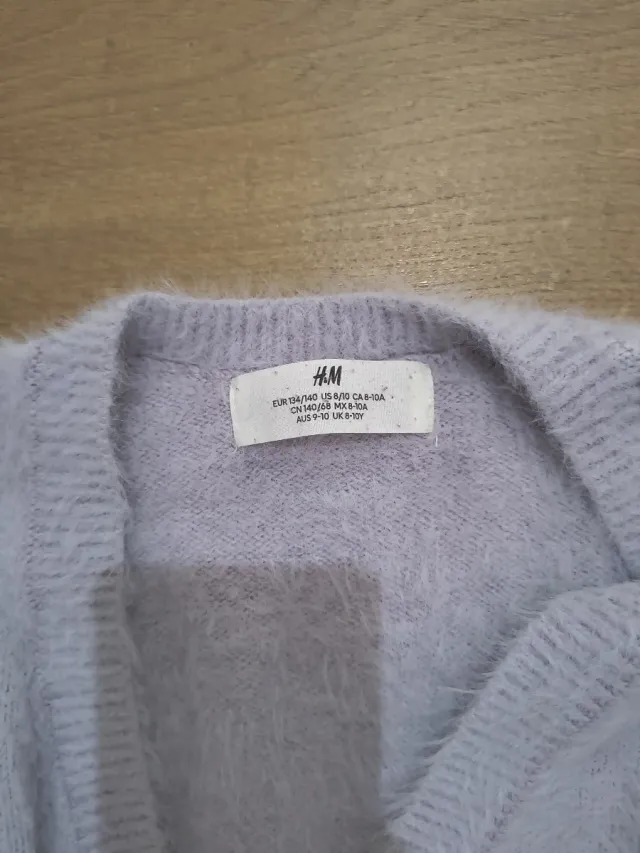 H&M
EUR 134/140 US 8/10 CA 8-10A
CN 140/68 MX 8-10A
AUS 9-10 UK 8-10Y